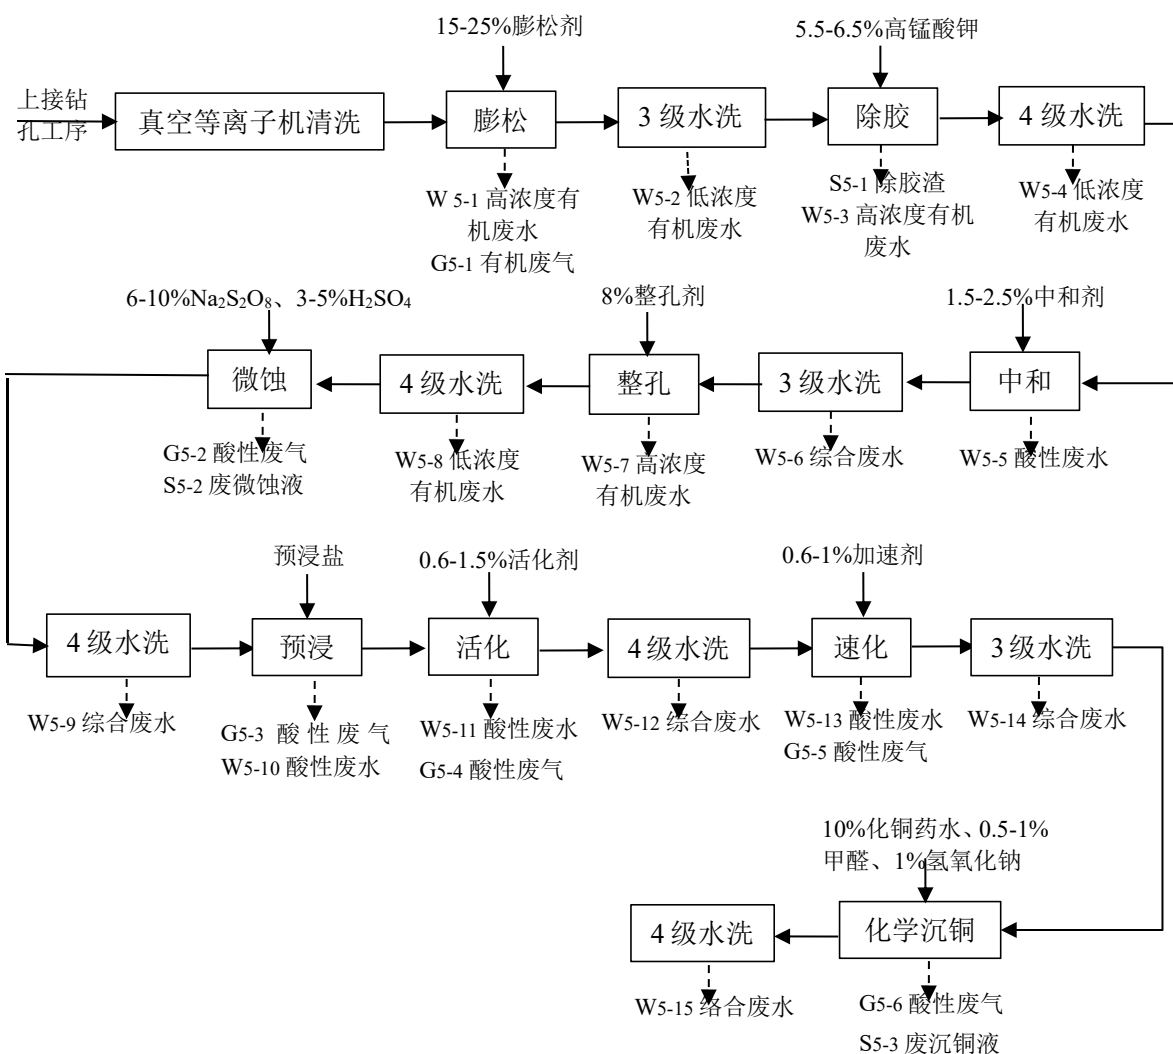 15-25%膨松剂
5.5-6.5%高锰酸钾
上接钻
孔工序
真空等离子机清洗
膨松
3 级水洗
除胶
4 级水洗
W 5-1 高浓度有
机废水
G5-1 有机废气
W5-2 低浓度
有机废水
S5-1 除胶渣
W5-3 高浓度有机
废水
W5-4 低浓度
有机废水
6-10%Na₂S₂O₈、3-5%H₂SO₄
8%整孔剂
1.5-2.5%中和剂
微蚀
4 级水洗
整孔
3 级水洗
中和
G5-2 酸性废气
S5-2 废微蚀液
W5-8 低浓度
有机废水
W5-7 高浓度
有机废水
W5-6 综合废水
W5-5 酸性废水
预浸盐
0.6-1.5%活化剂
0.6-1%加速剂
4 级水洗
预浸
活化
4 级水洗
速化
3 级水洗
W5-9 综合废水
G5-3 酸 性 废 气
W5-10 酸性废水
W5-11 酸性废水
G5-4 酸性废气
W5-12 综合废水
W5-13 酸性废水
G5-5 酸性废气
W5-14 综合废水
10%化铜药水、0.5-1%
甲醛、1%氢氧化钠
4 级水洗
化学沉铜
W5-15 络合废水
G5-6 酸性废气
S5-3 废沉铜液